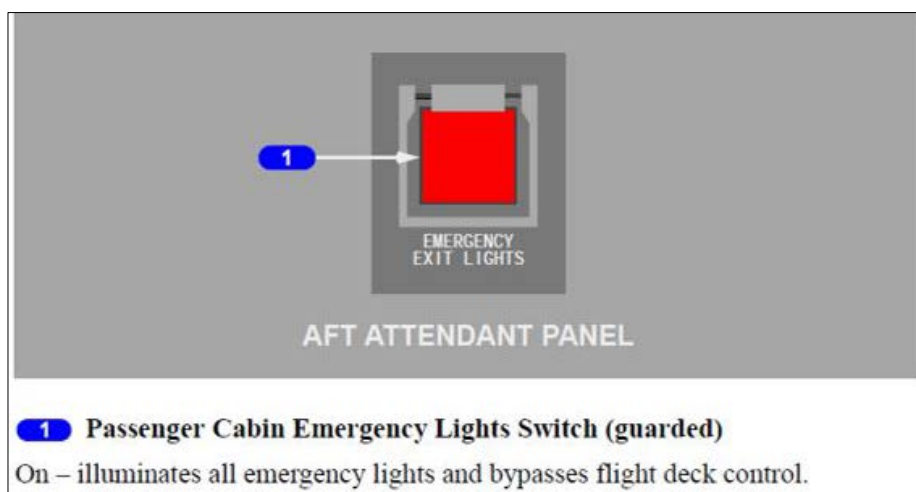 1
EMERGENCY
EXIT LIGHTS
AFT ATTENDANT PANEL
1 Passenger Cabin Emergency Lights Switch (guarded)
On – illuminates all emergency lights and bypasses flight deck control.